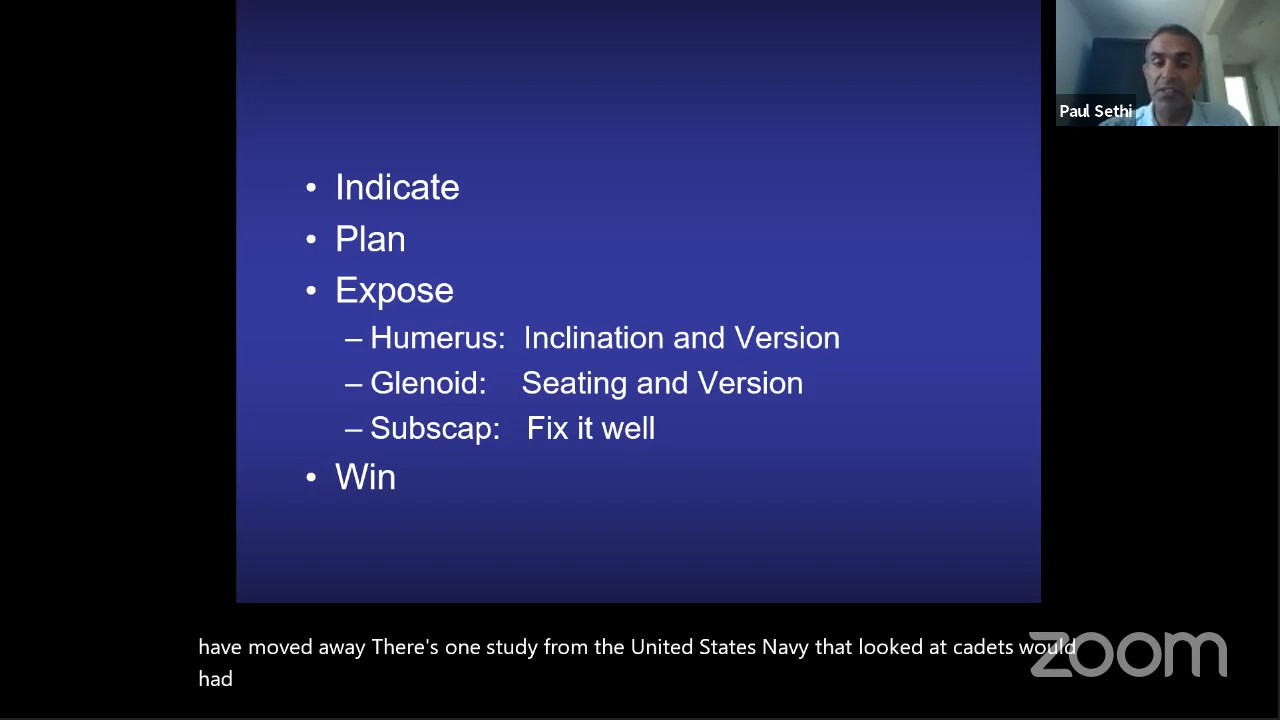 Paul Sethi
• Indicate
• Plan
• Expose
– Humerus: Inclination and Version
– Glenoid: Seating and Version
– Subscap: Fix it well
• Win
have moved away There's one study from the United States Navy that looked at cadets would
had
zoom